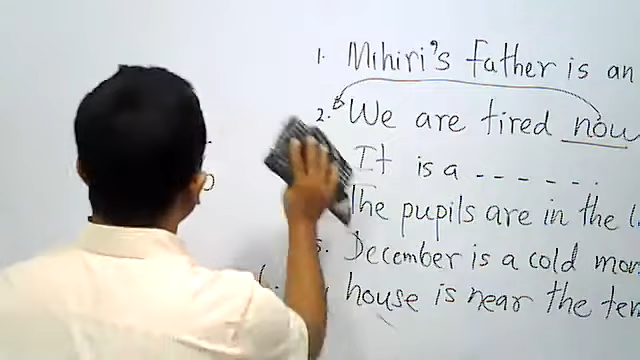 1. Mihiri's father is an
2. We are tired now
It is a _ _ _ _ _ .
The pupils are in the
5. December is a cold
house is near the